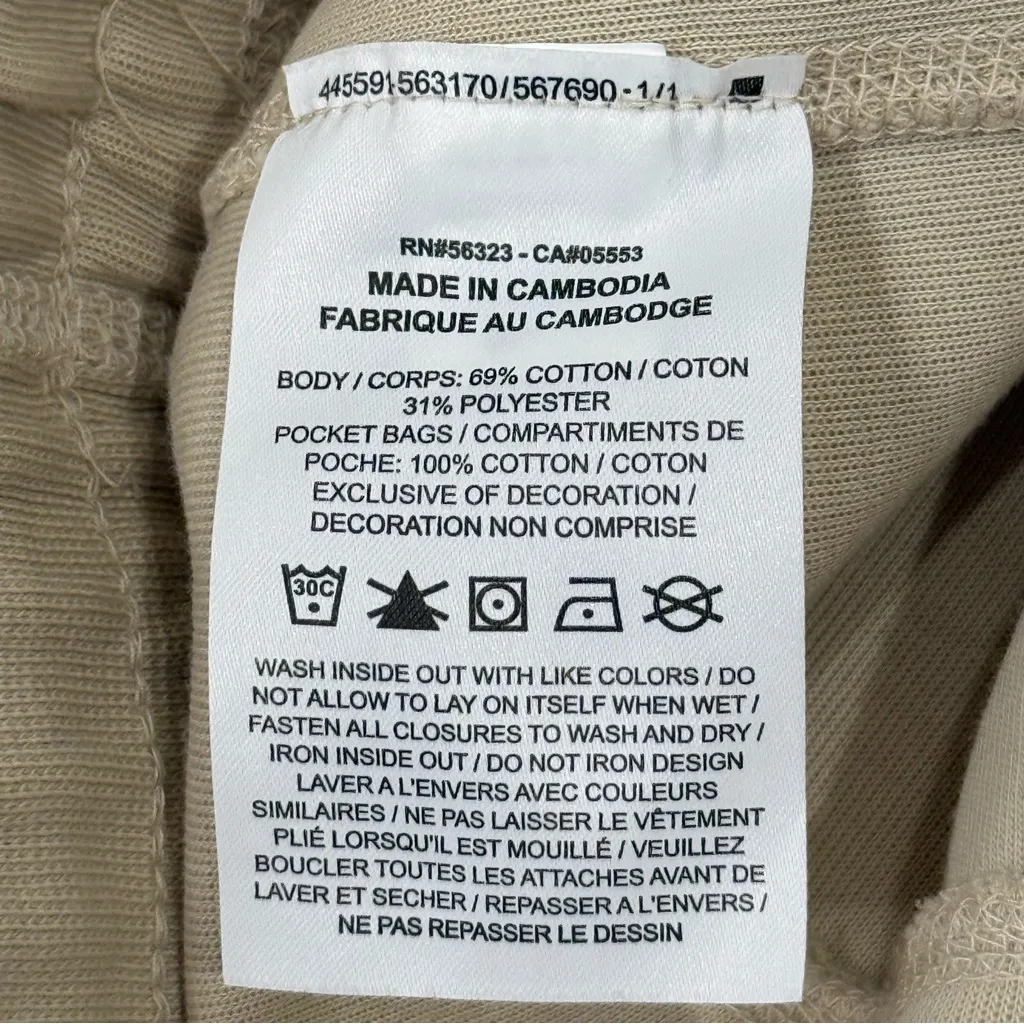 445591563170/567690-1/1
RN#56323 - CA#05553
MADE IN CAMBODIA
FABRIQUE AU CAMBODGE
BODY / CORPS: 69% COTTON / COTON
31% POLYESTER
POCKET BAGS / COMPARTIMENTS DE
POCHE: 100% COTTON / COTON
EXCLUSIVE OF DECORATION /
DECORATION NON COMPRISE
30C
WASH INSIDE OUT WITH LIKE COLORS / DO
NOT ALLOW TO LAY ON ITSELF WHEN WET /
FASTEN ALL CLOSURES TO WASH AND DRY /
IRON INSIDE OUT / DO NOT IRON DESIGN
LAVER A L'ENVERS AVEC COULEURS
SIMILAIRES / NE PAS LAISSER LE VÊTEMENT
PLIÉ LORSQU'IL EST MOUILLÉ / VEUILLEZ
BOUCLER TOUTES LES ATTACHES AVANT DE
LAVER ET SECHER / REPASSER A L'ENVERS /
NE PAS REPASSER LE DESSIN